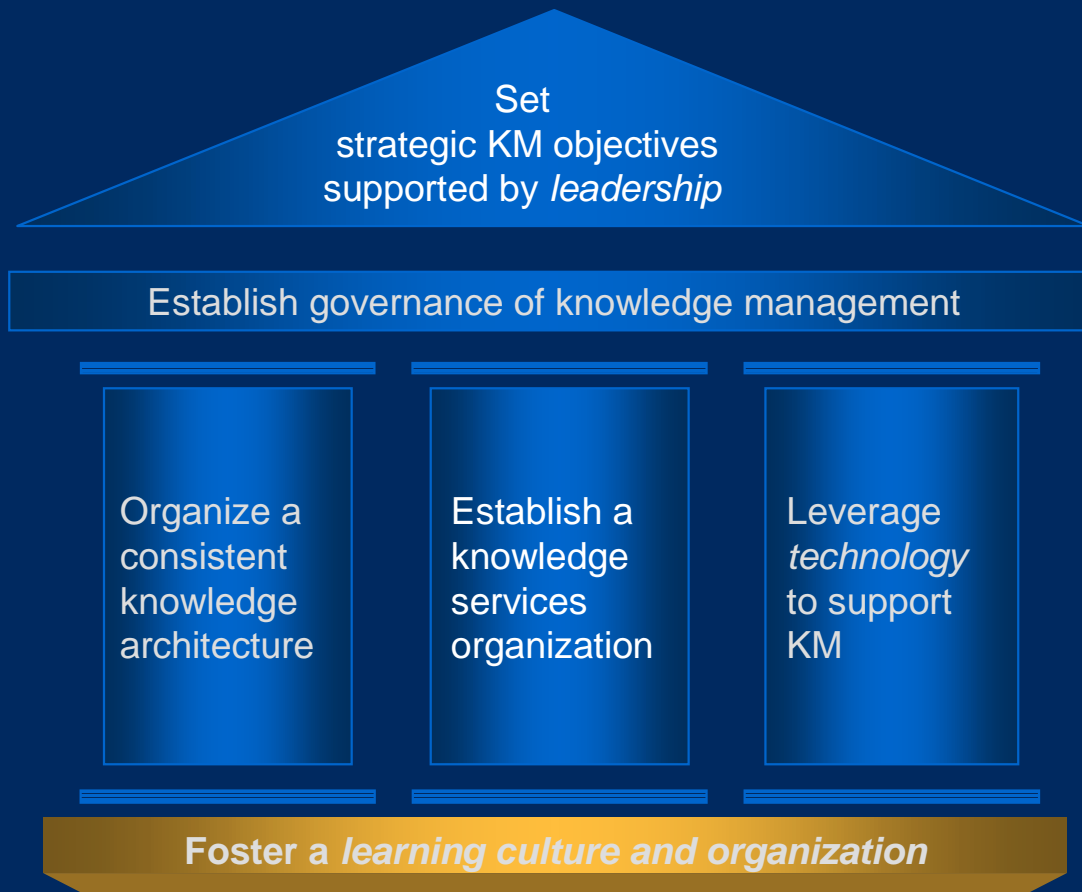 Set
strategic KM objectives
supported by leadership
Establish governance of knowledge management
Organize a
consistent
knowledge
architecture
Establish a
knowledge
services
organization
Leverage
technology
to support
KM
Foster a learning culture and organization